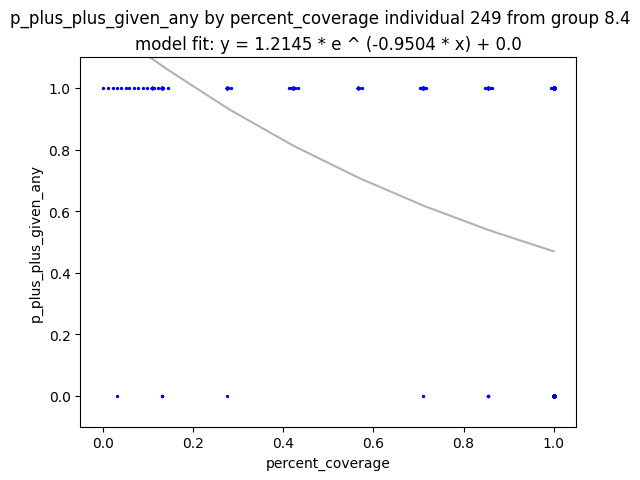 p_plus_plus_given_any by percent_coverage individual 249 from group 8.4
model fit: y = 1.2145 * e ^ (-0.9504 * x) + 0.0
1.0
0.8
0.6
0.4
0.2
0.0
p_plus_plus_given_any
0.0 0.2 0.4 0.6 0.8 1.0
percent_coverage